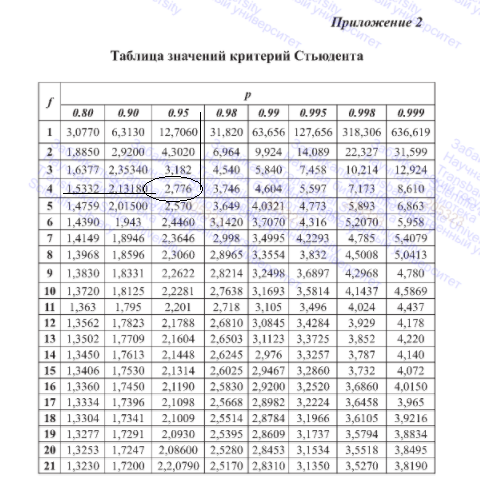 Приложение 2
Таблица значений критерий Стьюдента
f p
0.80 0.90 0.95 0.98 0.99 0.995 0.998 0.999
1 3,0770 6,3130 12,7060 31,820 63,656 127,656 318,306 636,619
2 1,8850 2,9200 4,3020 6,964 9,924 14,089 22,327 31,599
3 1,6377 2,35340 3,182 4,540 5,840 7,458 10,214 12,924
4 1,5332 2,13180 2,776 3,746 4,604 5,597 7,173 8,610
5 1,4759 2,01500 2,570 3,649 4,0321 4,773 5,893 6,863
6 1,4390 1,943 2,4460 3,1420 3,7070 4,316 5,2070 5,958
7 1,4149 1,8946 2,3646 2,998 3,4995 4,2293 4,785 5,4079
8 1,3968 1,8596 2,3060 2,8965 3,3554 3,832 4,5008 5,0413
9 1,3830 1,8331 2,2622 2,8214 3,2498 3,6897 4,2968 4,780
10 1,3720 1,8125 2,2281 2,7638 3,1693 3,5814 4,1437 4,5869
11 1,363 1,795 2,201 2,718 3,105 3,496 4,024 4,437
12 1,3562 1,7823 2,1788 2,6810 3,0845 3,4284 3,929 4,178
13 1,3502 1,7709 2,1604 2,6503 3,1123 3,3725 3,852 4,220
14 1,3450 1,7613 2,1448 2,6245 2,976 3,3257 3,787 4,140
15 1,3406 1,7530 2,1314 2,6025 2,9467 3,2860 3,732 4,072
16 1,3360 1,7450 2,1190 2,5830 2,9200 3,2520 3,6860 4,0150
17 1,3334 1,7396 2,1098 2,5668 2,8982 3,2224 3,6458 3,965
18 1,3304 1,7341 2,1009 2,5514 2,8784 3,1966 3,6105 3,9216
19 1,3277 1,7291 2,0930 2,5395 2,8609 3,1737 3,5794 3,8834
20 1,3253 1,7247 2,08600 2,5280 2,8453 3,1534 3,5518 3,8495
21 1,3230 1,7200 2,2,0790 2,5170 2,8310 3,1350 3,5270 3,8190